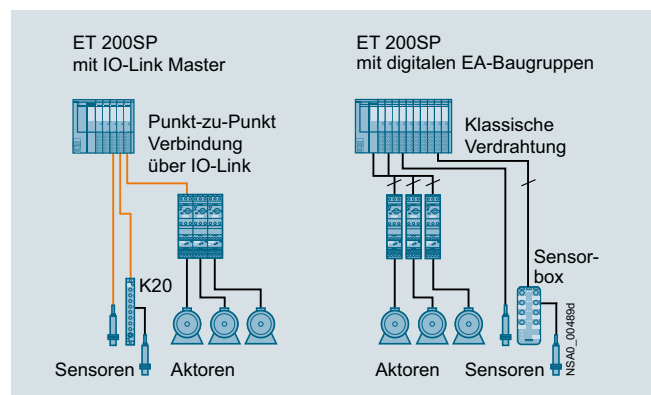 ET 200SP
mit IO-Link Master
Punkt-zu-Punkt
Verbindung
über IO-Link
K20
Sensoren
Aktoren
ET 200SP
mit digitalen EA-Baugruppen
Klassische
Verdrahtung
Sensor-
box
Aktoren
Sensoren
NSA0_00489d